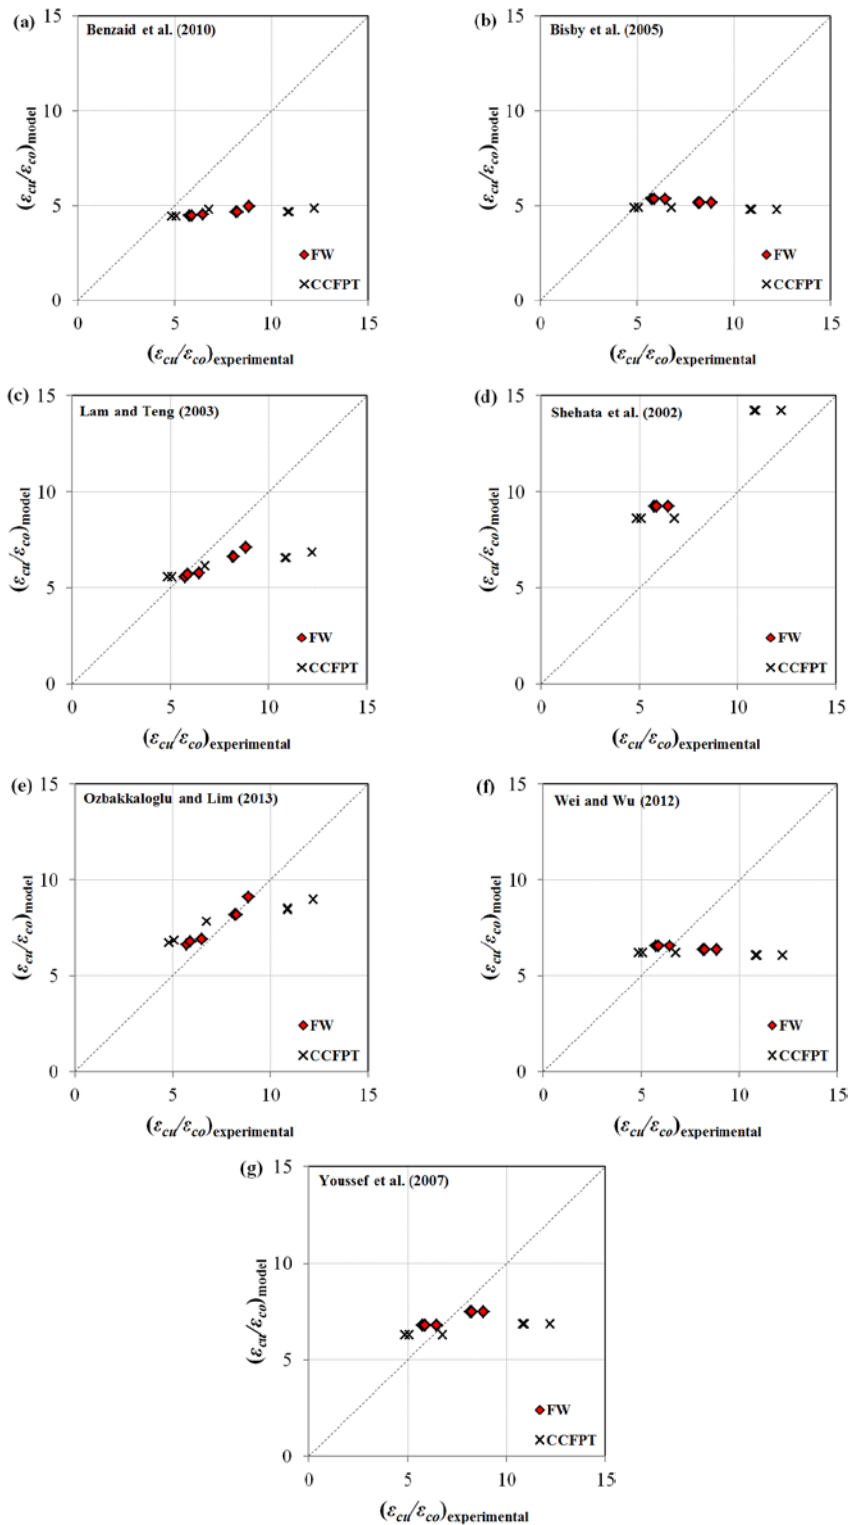 (a)
Benzaid et al. (2010)
15
10
5
0
0 5 10 15
(εcu/εco)model
(εcu/εco)experimental
FW
CCFPT
(b)
Bisby et al. (2005)
15
10
5
0
0 5 10 15
(εcu/εco)model
(εcu/εco)experimental
FW
CCFPT
(c)
Lam and Teng (2003)
15
10
5
0
0 5 10 15
(εcu/εco)model
(εcu/εco)experimental
FW
CCFPT
(d)
Shehata et al. (2002)
15
10
5
0
0 5 10 15
(εcu/εco)model
(εcu/εco)experimental
FW
CCFPT
(e)
Ozbakkaloglu and Lim (2013)
15
10
5
0
0 5 10 15
(εcu/εco)model
(εcu/εco)experimental
FW
CCFPT
(f)
Wei and Wu (2012)
15
10
5
0
0 5 10 15
(εcu/εco)model
(εcu/εco)experimental
FW
CCFPT
(g)
Youssef et al. (2007)
15
10
5
0
0 5 10 15
(εcu/εco)model
(εcu/εco)experimental
FW
CCFPT